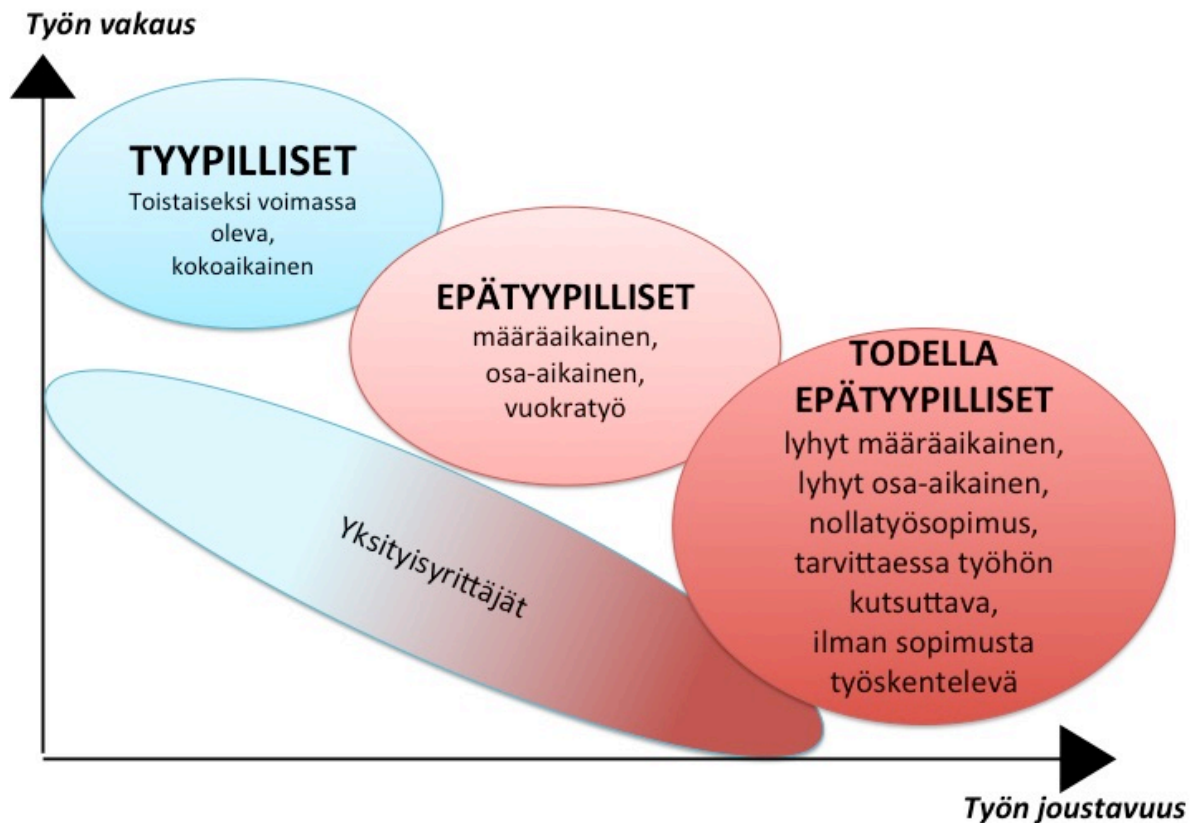 Työn vakaus
TYYPILLISET
Toistaiseksi voimassa
oleva,
kokoaikainen
EPÄTYYPILLISET
määräaikainen,
osa-aikainen,
vuokratyö
TODELLA
EPÄTYYPILLISET
lyhyt määräaikainen,
lyhyt osa-aikainen,
nollatyösopimus,
tarvittaessa työhön
kutsuttava,
ilman sopimusta
työskentelevä
Yksityisyrittäjät
Työn joustavuus